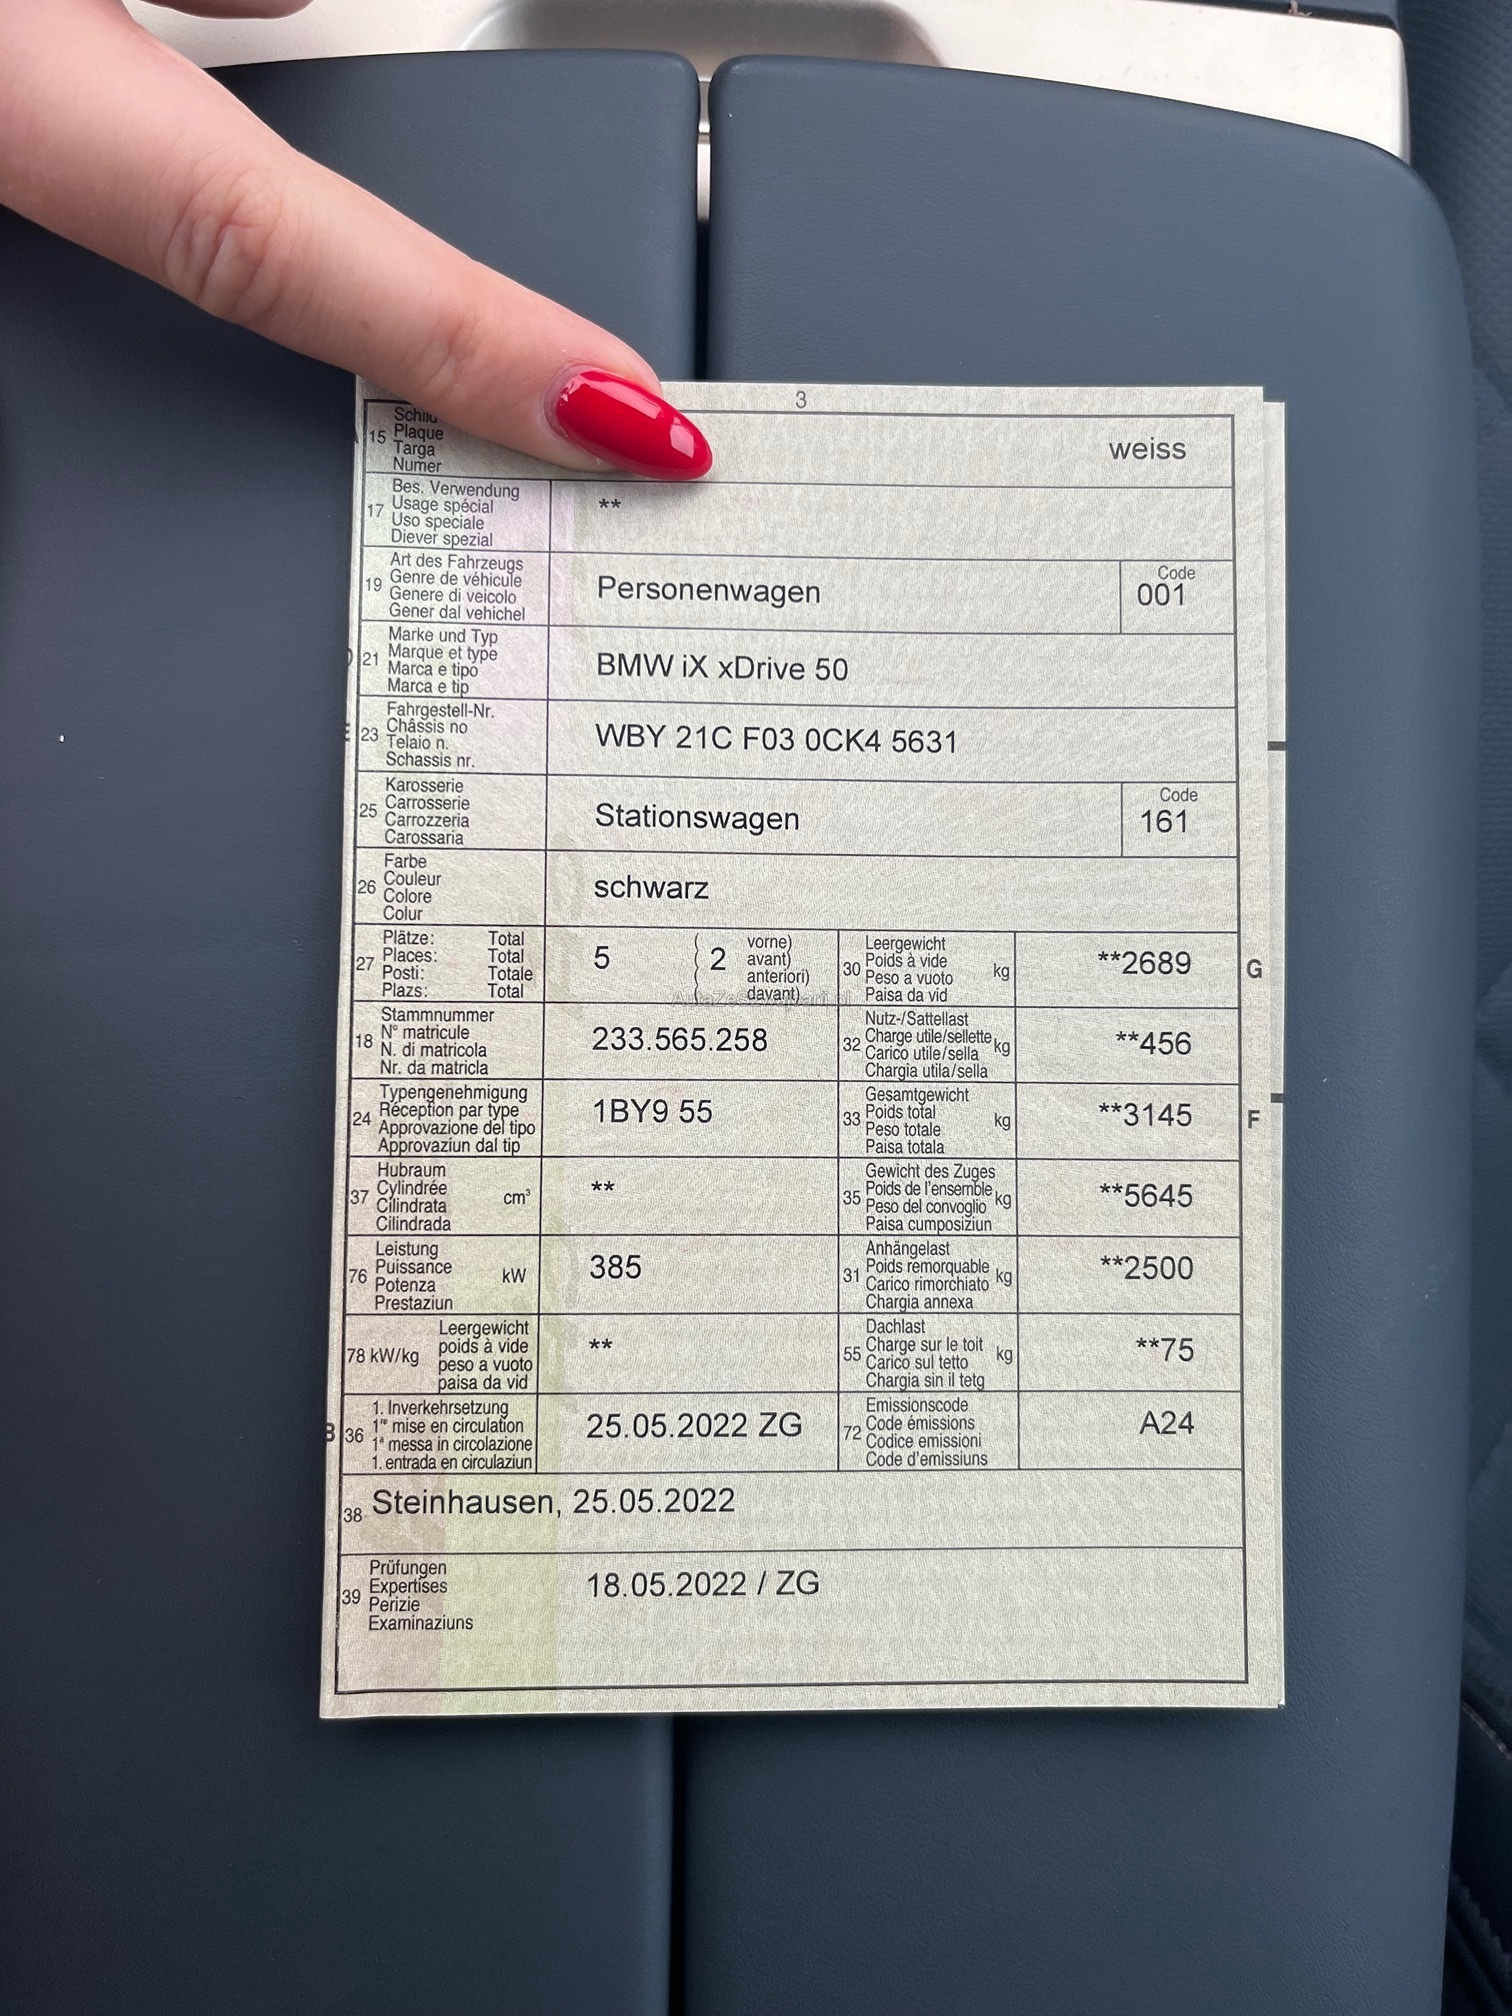 3
15 Schild
Plaque
Targa
Numer
weiss
17 Bes. Verwendung
Usage spécial
Uso speciale
Diever spezial
**
19 Art des Fahrzeugs
Genre de véhicule
Genere di veicolo
Gener dal vehichel
Personenwagen
Code
001
21 Marke und Typ
Marque et type
Marca e tipo
Marca e tip
BMW iX xDrive 50
23 Fahrgestell-Nr.
Châssis no
Telaio n.
Schassis nr.
WBY 21C F03 0CK4 5631
25 Karosserie
Carrosserie
Carrozzeria
Carossaria
Stationswagen
Code
161
26 Farbe
Couleur
Colore
Colur
schwarz
27 Plätze: Total
Places: Total
Posti: Totale
Plazs: Total
5 ( 2 vorne)
avant)
anteriori)
davant)
30 Leergewicht
Poids à vide
Peso a vuoto
Paisa da vid
kg
**2689
G
18 Stammnummer
N° matricule
N. di matricola
Nr. da matricla
233.565.258
32 Nutz-/Sattellast
Charge utile/sellette
Carico utile/sella
Chargia utila/sella
kg
**456
24 Typengenehmigung
Réception par type
Approvazione del tipo
Approvaziun dal tip
1BY9 55
33 Gesamtgewicht
Poids total
Peso totale
Paisa totala
kg
**3145
F
37 Hubraum
Cylindrée
Cilindrata
Cilindrada
cm³
**
35 Gewicht des Zuges
Poids de l'ensemble
Peso del convoglio
Paisa cumposiziun
kg
**5645
76 Leistung
Puissance
Potenza
Prestaziun
kW
385
31 Anhängelast
Poids remorquable
Carico rimorchiato
Chargia annexa
kg
**2500
78 kW/kg Leergewicht
poids à vide
peso a vuoto
paisa da vid
**
55 Dachlast
Charge sur le toit
Carico sul tetto
Chargia sin il tetg
kg
**75
B 36 1. Inverkehrsetzung
1re mise en circulation
1a messa in circolazione
1. entrada en circulaziun
25.05.2022 ZG
72 Emissionscode
Code émissions
Codice emissioni
Code d'emissiuns
A24
38 Steinhausen, 25.05.2022
39 Prüfungen
Expertises
Perizie
Examinaziuns
18.05.2022 / ZG